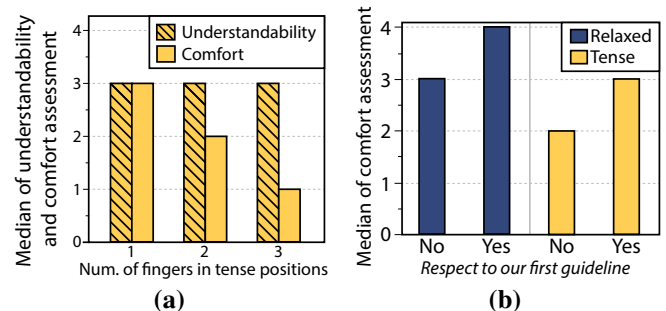 Median of understandability
and comfort assessment
4
3
2
1
0
Understandability
Comfort
1 2 3
Num. of fingers in tense positions
(a)
Median of comfort assessment
4
3
2
1
0
Relaxed
Tense
No Yes No Yes
Respect to our first guideline
(b)